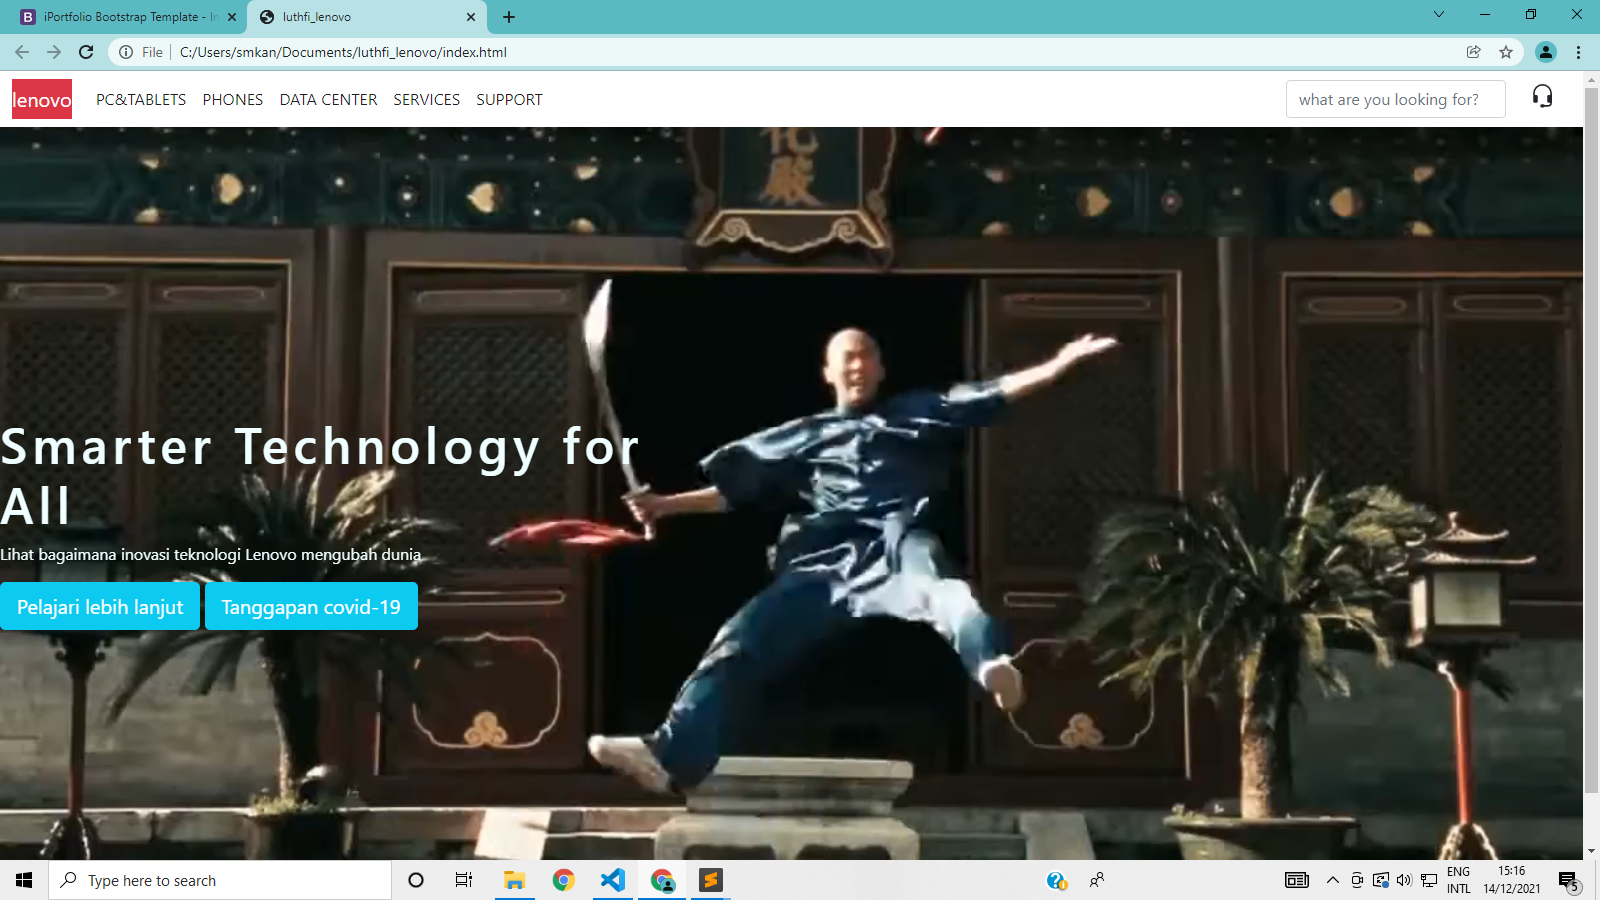 iPortfolio Bootstrap Template - In
luthfi_lenovo
File
C:/Users/smkan/Documents/luthfi_lenovo/index.html
lenovo
PC&TABLETS PHONES DATA CENTER SERVICES SUPPORT
what are you looking for?
殿
Smarter Technology for
All
Lihat bagaimana inovasi teknologi Lenovo mengubah dunia
Pelajari lebih lanjut
Tanggapan covid-19
Type here to search
ENG
INTL
15:16
14/12/2021
5